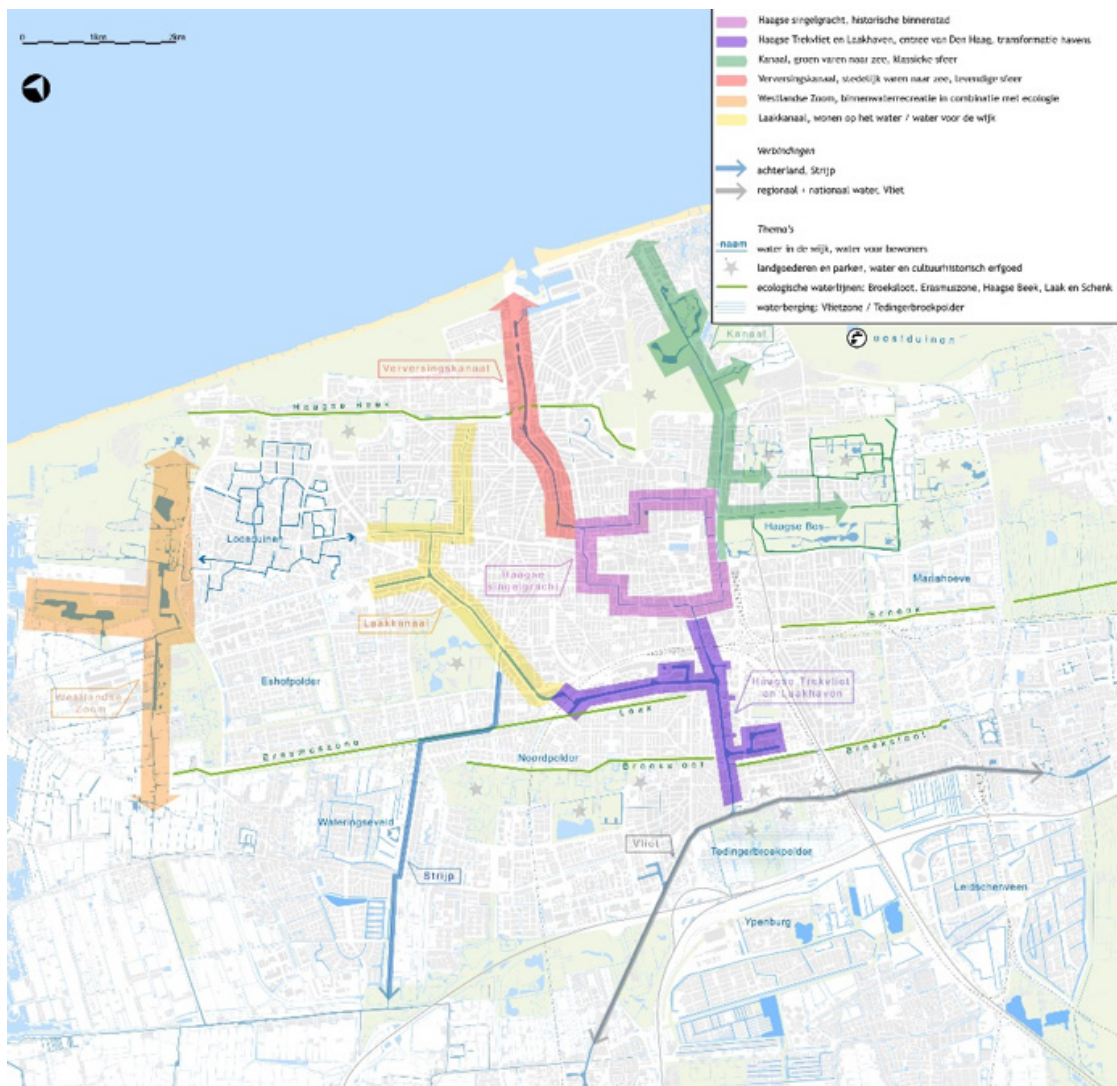 0 1km 2km
Haagse singelgracht, historische binnenstad
Haagse Trekvliet en Laakhaven, entree van Den Haag, transformatie havens
Kanaal, groen varen naar zee, klassieke sfeer
Verversingskanaal, stedelijk varen naar zee, levendige sfeer
Westlandse Zoom, binnenwaterrecreatie in combinatie met ecologie
Laakkanaal, wonen op het water / water voor de wijk
Verbindingen
achterland, Strijp
regionaal + nationaal water, Vliet
Thema's
naam
water in de wijk, water voor bewoners
landgoederen en parken, water en cultuurhistorisch erfgoed
ecologische waterlijnen: Broeksloot, Erasmuszone, Haagse Beek, Laak en Schenk
waterberging: Vlietzone / Tedingerbroekpolder
Kanaal
oostduinen
Verversingskanaal
Haagse Beek
Loosduinen
Haagse Bos
Haagse
singelgracht
Mariahoeve
Schenk
Laakkanaal
Eshofpolder
Westlandse
Zoom
Haagse Trekvliet
en Laakhaven
Laak
Erasmuszone
Noordpolder
Broeksloot
Broeksloot
Wateringseveld
Vliet
Tedingerbroekpolder
Strijp
Leidschenveen
Ypenburg